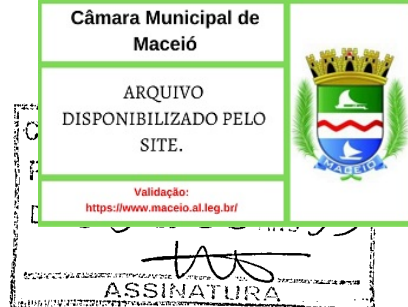 Câmara Municipal de
Maceió
ARQUIVO
DISPONIBILIZADO PELO
SITE.
Validação:
https://www.maceio.al.leg.br/
MACEIÓ
ASSINATURA